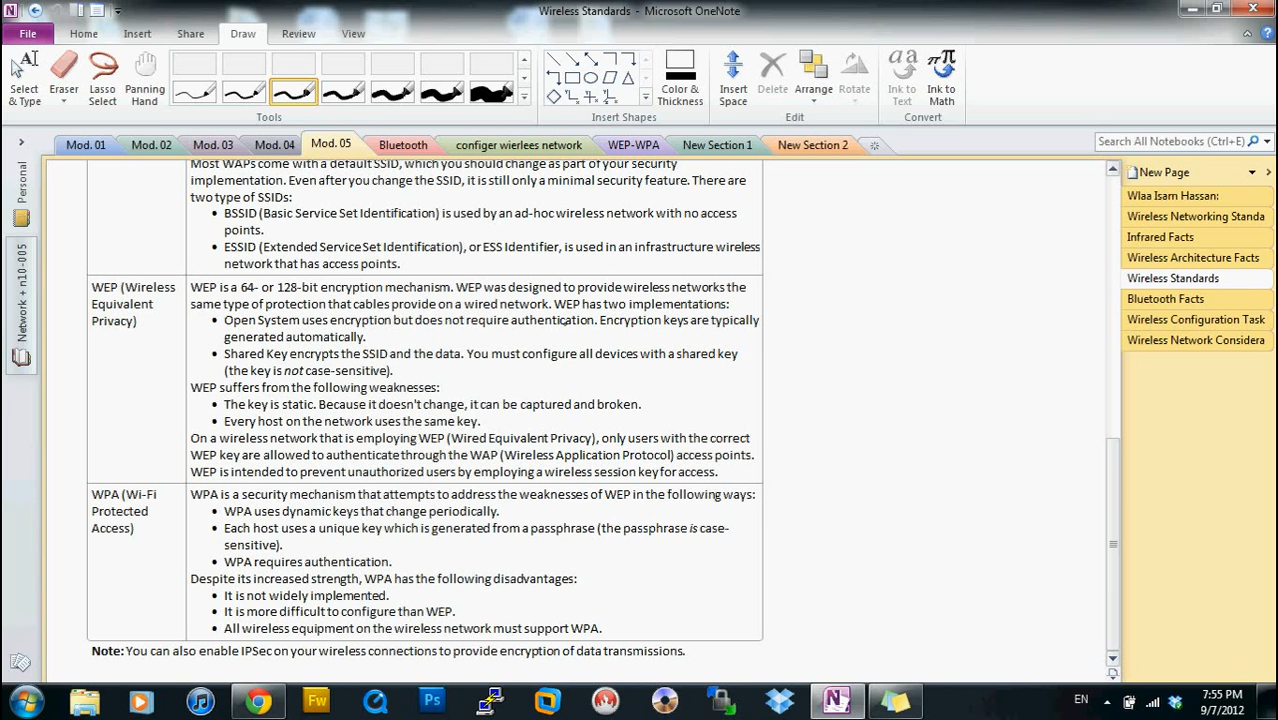 Wireless Standards - Microsoft OneNote
File Home Insert Share Draw Review View
Select & Type
Eraser
Lasso Select
Panning Hand
Color & Thickness
Insert Space
Delete
Arrange
Rotate
Ink to Text
Ink to Math
Tools
Insert Shapes
Edit
Convert
Mod. 01 Mod. 02 Mod. 03 Mod. 04 Mod. 05 Bluetooth configer wierlees network WEP-WPA New Section 1 New Section 2
Search All Notebooks (Ctrl+E)
Personal
Network + n10-005
Most WAPs come with a default SSID, which you should change as part of your security
implementation. Even after you change the SSID, it is still only a minimal security feature. There are
two type of SSIDs:
• BSSID (Basic Service Set Identification) is used by an ad-hoc wireless network with no access
points.
• ESSID (Extended Service Set Identification), or ESS Identifier, is used in an infrastructure wireless
network that has access points.
WEP (Wireless
Equivalent
Privacy)
WEP is a 64- or 128-bit encryption mechanism. WEP was designed to provide wireless networks the
same type of protection that cables provide on a wired network. WEP has two implementations:
• Open System uses encryption but does not require authentication. Encryption keys are typically
generated automatically.
• Shared Key encrypts the SSID and the data. You must configure all devices with a shared key
(the key is not case-sensitive).
WEP suffers from the following weaknesses:
• The key is static. Because it doesn't change, it can be captured and broken.
• Every host on the network uses the same key.
On a wireless network that is employing WEP (Wired Equivalent Privacy), only users with the correct
WEP key are allowed to authenticate through the WAP (Wireless Application Protocol) access points.
WEP is intended to prevent unauthorized users by employing a wireless session key for access.
WPA (Wi-Fi
Protected
Access)
WPA is a security mechanism that attempts to address the weaknesses of WEP in the following ways:
• WPA uses dynamic keys that change periodically.
• Each host uses a unique key which is generated from a passphrase (the passphrase is case-
sensitive).
• WPA requires authentication.
Despite its increased strength, WPA has the following disadvantages:
• It is not widely implemented.
• It is more difficult to configure than WEP.
• All wireless equipment on the wireless network must support WPA.
Note: You can also enable IPSec on your wireless connections to provide encryption of data transmissions.
New Page
Wlaa Isam Hassan:
Wireless Networking Standa
Infrared Facts
Wireless Architecture Facts
Wireless Standards
Bluetooth Facts
Wireless Configuration Task
Wireless Network Considera
Fw
Ps
EN
7:55 PM
9/7/2012